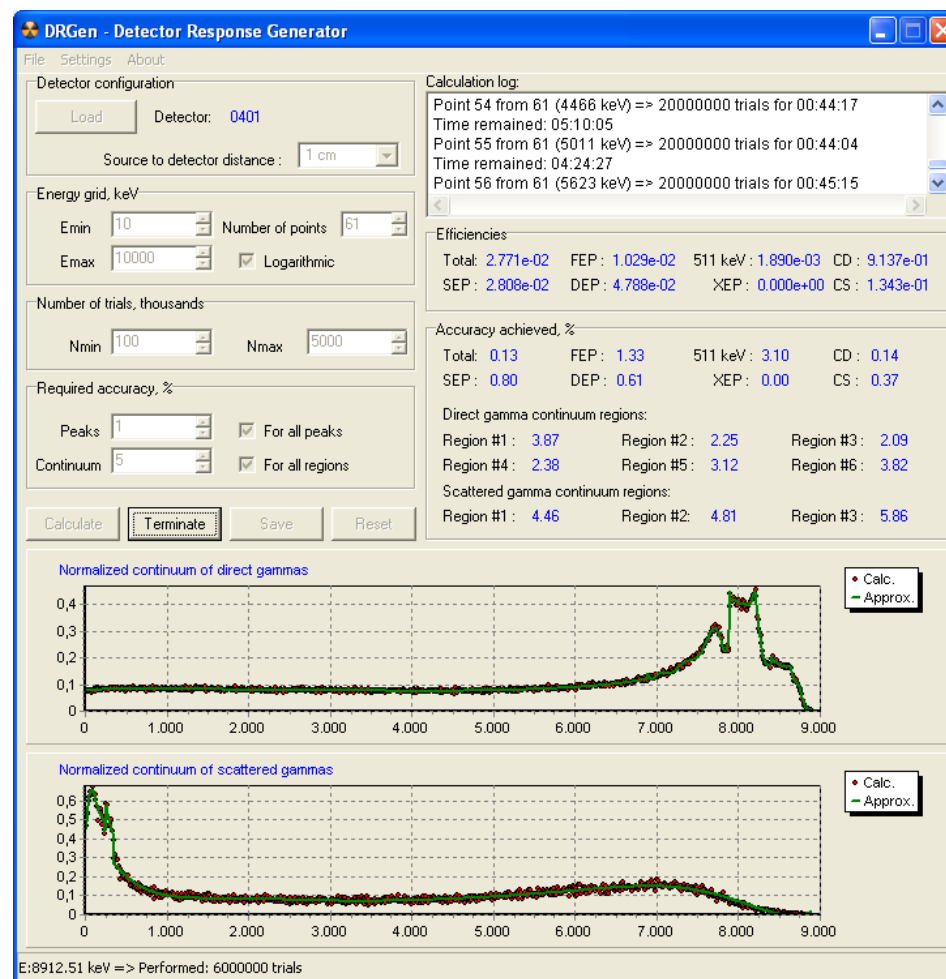 DRGen - Detector Response Generator
File Settings About
Detector configuration
Load Detector: 0401
Source to detector distance : 1 cm
Energy grid, keV
Emin 10 Number of points 61
Emax 10000 Logarithmic
Number of trials, thousands
Nmin 100 Nmax 5000
Required accuracy, %
Peaks 1 For all peaks
Continuum 5 For all regions
Calculate Terminate Save Reset
Calculation log:
Point 54 from 61 (4466 keV) => 20000000 trials for 00:44:17
Time remained: 05:10:05
Point 55 from 61 (5011 keV) => 20000000 trials for 00:44:04
Time remained: 04:24:27
Point 56 from 61 (5623 keV) => 20000000 trials for 00:45:15
Efficiencies
Total: 2.771e-02 FEP : 1.029e-02 511 keV : 1.890e-03 CD : 9.137e-01
SEP : 2.808e-02 DEP : 4.788e-02 XEP : 0.000e+00 CS : 1.343e-01
Accuracy achieved, %
Total: 0.13 FEP : 1.33 511 keV : 3.10 CD : 0.14
SEP : 0.80 DEP : 0.61 XEP : 0.00 CS : 0.37
Direct gamma continuum regions:
Region #1 : 3.87 Region #2 : 2.25 Region #3 : 2.09
Region #4 : 2.38 Region #5 : 3.12 Region #6 : 3.82
Scattered gamma continuum regions:
Region #1 : 4.46 Region #2: 4.81 Region #3 : 5.86
Normalized continuum of direct gammas
Calc.
Approx.
0,4
0,3
0,2
0,1
0
0 1.000 2.000 3.000 4.000 5.000 6.000 7.000 8.000 9.000
Normalized continuum of scattered gammas
Calc.
Approx.
0,6
0,5
0,4
0,3
0,2
0,1
0
0 1.000 2.000 3.000 4.000 5.000 6.000 7.000 8.000 9.000
E:8912.51 keV => Performed: 6000000 trials